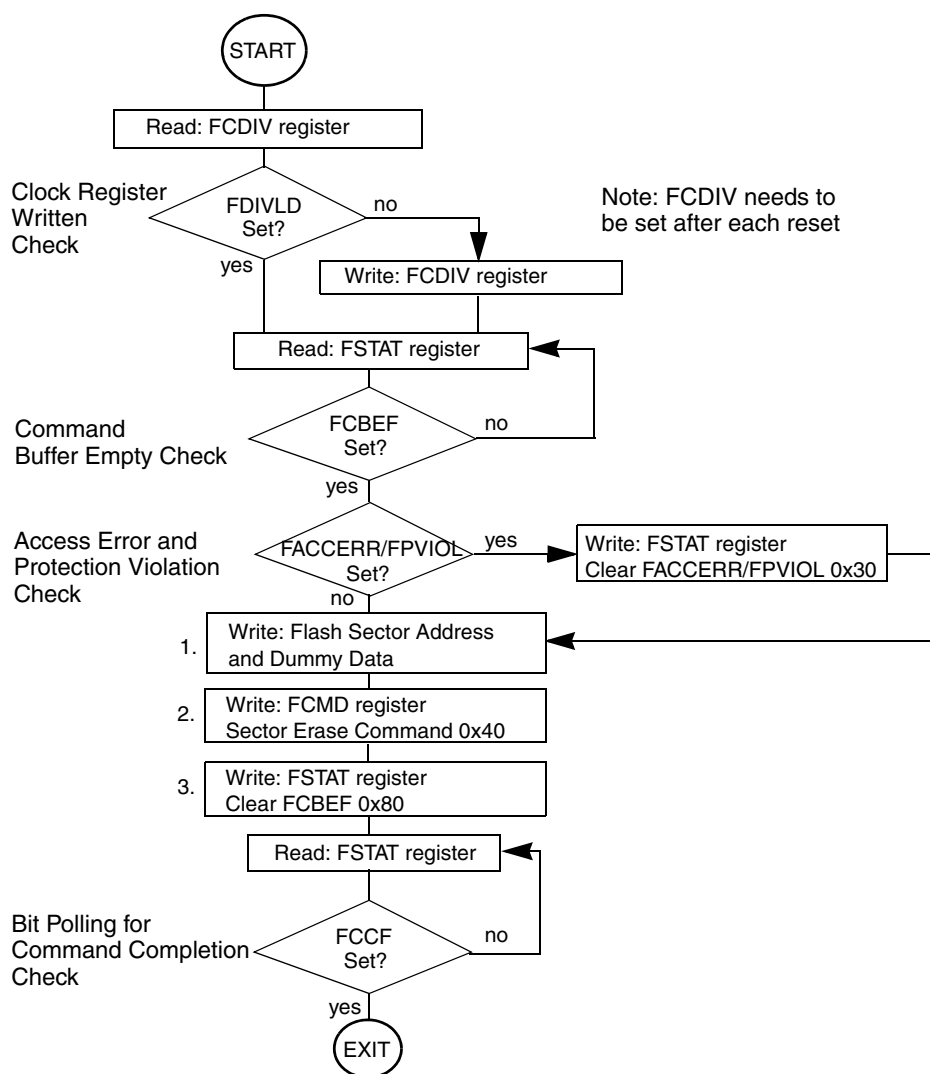 START
Read: FCDIV register
Clock Register
Written
Check
FDIVLD
Set?
no
yes
Note: FCDIV needs to
be set after each reset
Write: FCDIV register
Read: FSTAT register
Command
Buffer Empty Check
FCBEF
Set?
no
yes
Access Error and
Protection Violation
Check
FACCERR/FPVIOL
Set?
yes
no
Write: FSTAT register
Clear FACCERR/FPVIOL 0x30
1.
Write: Flash Sector Address
and Dummy Data
2.
Write: FCMD register
Sector Erase Command 0x40
3.
Write: FSTAT register
Clear FCBEF 0x80
Read: FSTAT register
Bit Polling for
Command Completion
Check
FCCF
Set?
no
yes
EXIT